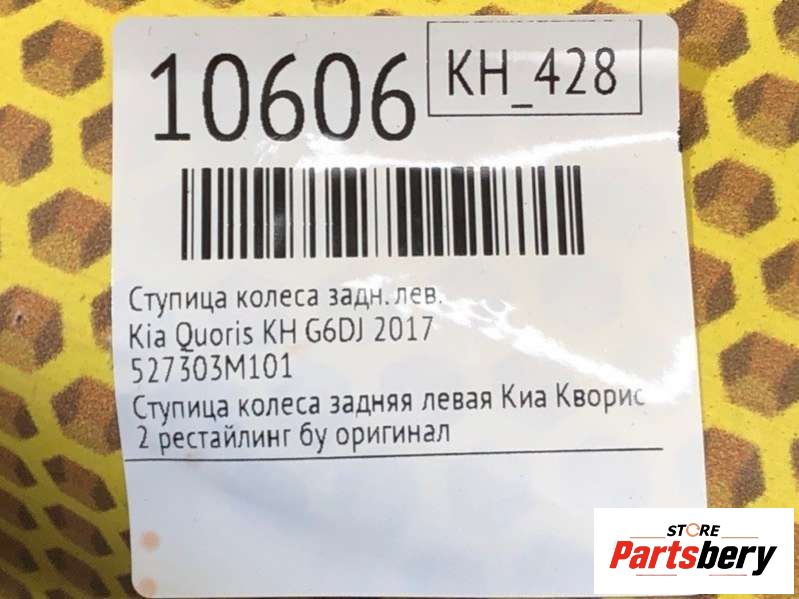 10606
KH_428
Ступица колеса задн. лев.
Kia Quoris KH G6DJ 2017
527303M101
Ступица колеса задняя левая Киа Кворис
2 рестайлинг бу оригинал
STORE
Partsbery